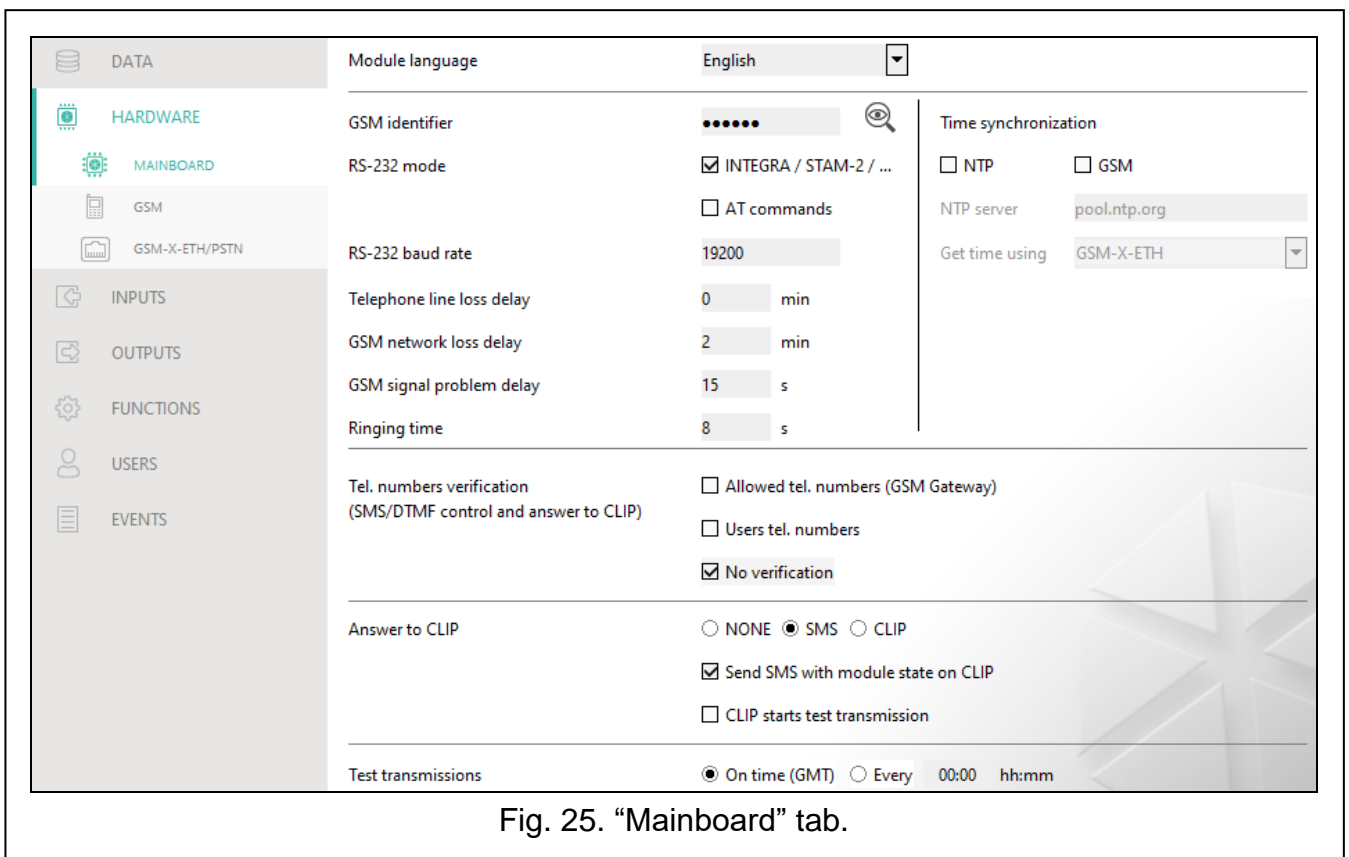 DATA
HARDWARE
MAINBOARD
GSM
GSM-X-ETH/PSTN
INPUTS
OUTPUTS
FUNCTIONS
USERS
EVENTS
Module language English
GSM identifier ●●●●●●
RS-232 mode INTEGRA / STAM-2 / ...
AT commands
RS-232 baud rate 19200
Telephone line loss delay 0 min
GSM network loss delay 2 min
GSM signal problem delay 15 s
Ringing time 8 s
Time synchronization
NTP GSM
NTP server pool.ntp.org
Get time using GSM-X-ETH
Tel. numbers verification
(SMS/DTMF control and answer to CLIP)
Allowed tel. numbers (GSM Gateway)
Users tel. numbers
No verification
Answer to CLIP NONE SMS CLIP
Send SMS with module state on CLIP
CLIP starts test transmission
Test transmissions On time (GMT) Every 00:00 hh:mm
Fig. 25. “Mainboard” tab.